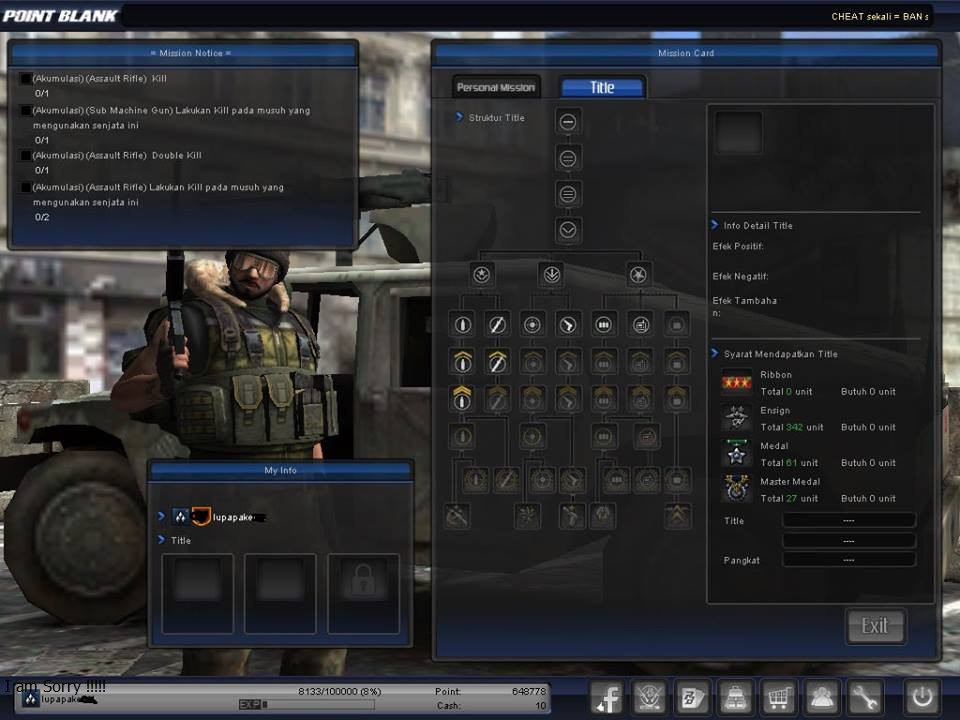 POINT BLANK
CHEAT sekali = BAN s
= Mission Notice =
(Akumulasi) (Assault Rifle) Kill
0/1
(Akumulasi) (Sub Machine Gun) Lakukan Kill pada musuh yang
mengunakan senjata ini
0/1
(Akumulasi) (Assault Rifle) Double Kill
0/1
(Akumulasi) (Assault Rifle) Lakukan Kill pada musuh yang
mengunakan senjata ini
0/2
Mission Card
Personal Mission
Title
Struktur Title
Info Detail Title
Efek Positif:
Efek Negatif:
Efek Tambaha
n:
Syarat Mendapatkan Title
Ribbon
Total 0 unit Butuh 0 unit
Ensign
Total 342 unit Butuh 0 unit
Medal
Total 61 unit Butuh 0 unit
Master Medal
Total 27 unit Butuh 0 unit
Title ----
----
Pangkat ----
Exit
My Info
lupapake
Title
I am Sorry !!!!!
lupapake
8133/100000 (8%)
EXP
Point: 648778
Cash: 10